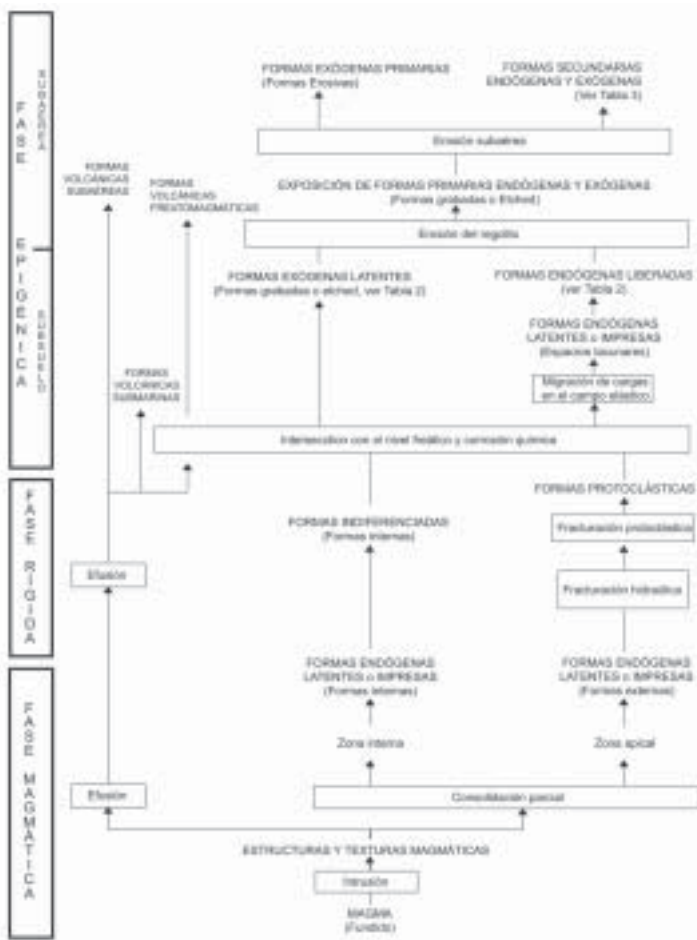 FORMAS EXÓGENAS PRIMARIAS
(Formas Erosivas)
FORMAS SECUNDARIAS
ENDÓGENAS Y EXÓGENAS
(Ver Tabla 3)
Erosión subaérea
EXPOSICIÓN DE FORMAS PRIMARIAS ENDÓGENAS Y EXÓGENAS
(Formas grabadas o Etched)
Erosión del regolito
FORMAS EXÓGENAS LATENTES
(Formas grabadas o etched, ver Tabla 2)
FORMAS ENDÓGENAS LIBERADAS
(ver Tabla 2)
FORMAS ENDÓGENAS
LATENTES o IMPRESAS
(Espacios lacunares)
Migración de cargas
en el campo elástico
FORMAS
VOLCÁNICAS
SUBAÉREAS
FORMAS
VOLCÁNICAS
FREATOMAGMÁTICAS
FORMAS
VOLCÁNICAS
SUBMARINAS
Intersección con el nivel freático y corrosión química
FORMAS INDIFERENCIADAS
(Formas internas)
FORMAS PROTOCLÁSTICAS
Fracturación protoclástica
Fracturación hidráulica
Efusión
FORMAS ENDÓGENAS
LATENTES o IMPRESAS
(Formas internas)
FORMAS ENDÓGENAS
LATENTES o IMPRESAS
(Formas externas)
Zona interna
Zona apical
Efusión
Consolidación parcial
ESTRUCTURAS Y TEXTURAS MAGMÁTICAS
Intrusión
MAGMA
(Fundido)
FASE EPIGÉNICA
SUBAÉREA
SUBSUELO
FASE RÍGIDA
FASE MAGMÁTICA